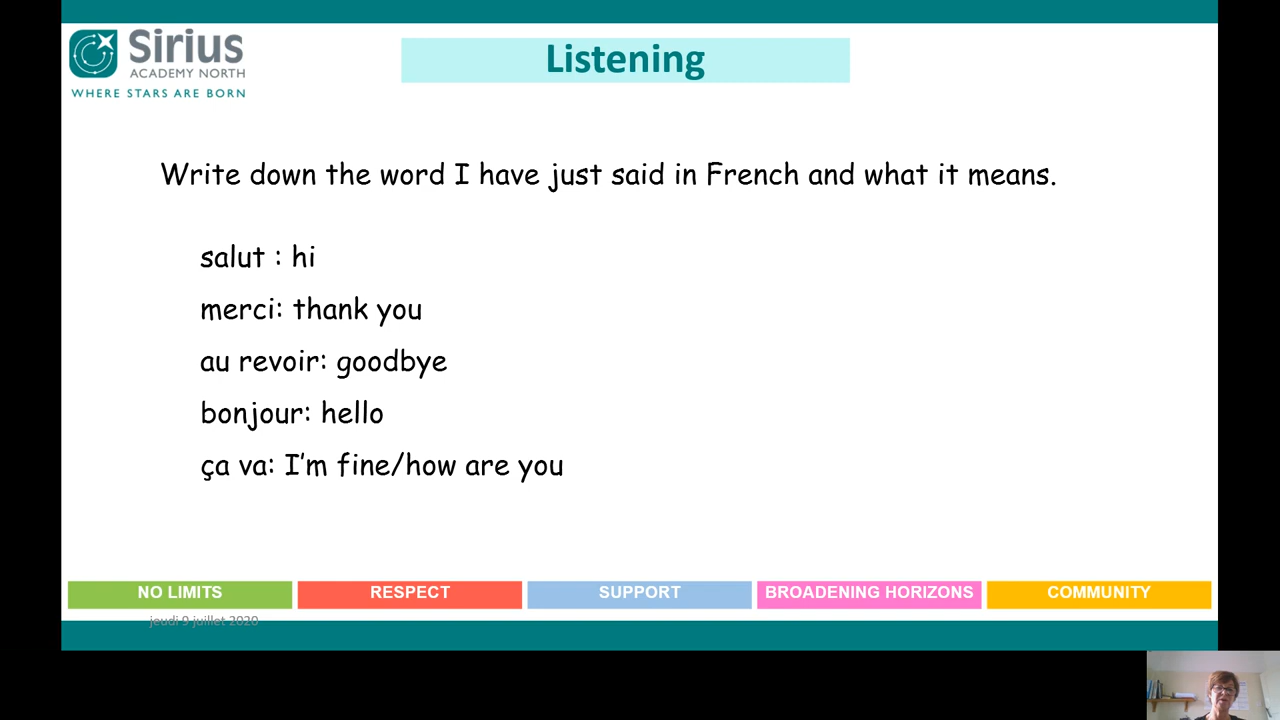 Sirius
ACADEMY NORTH
WHERE STARS ARE BORN
Listening
Write down the word I have just said in French and what it means.
salut : hi
merci: thank you
au revoir: goodbye
bonjour: hello
ça va: I'm fine/how are you
NO LIMITS RESPECT SUPPORT BROADENING HORIZONS COMMUNITY
jeudi 9 juillet 2020